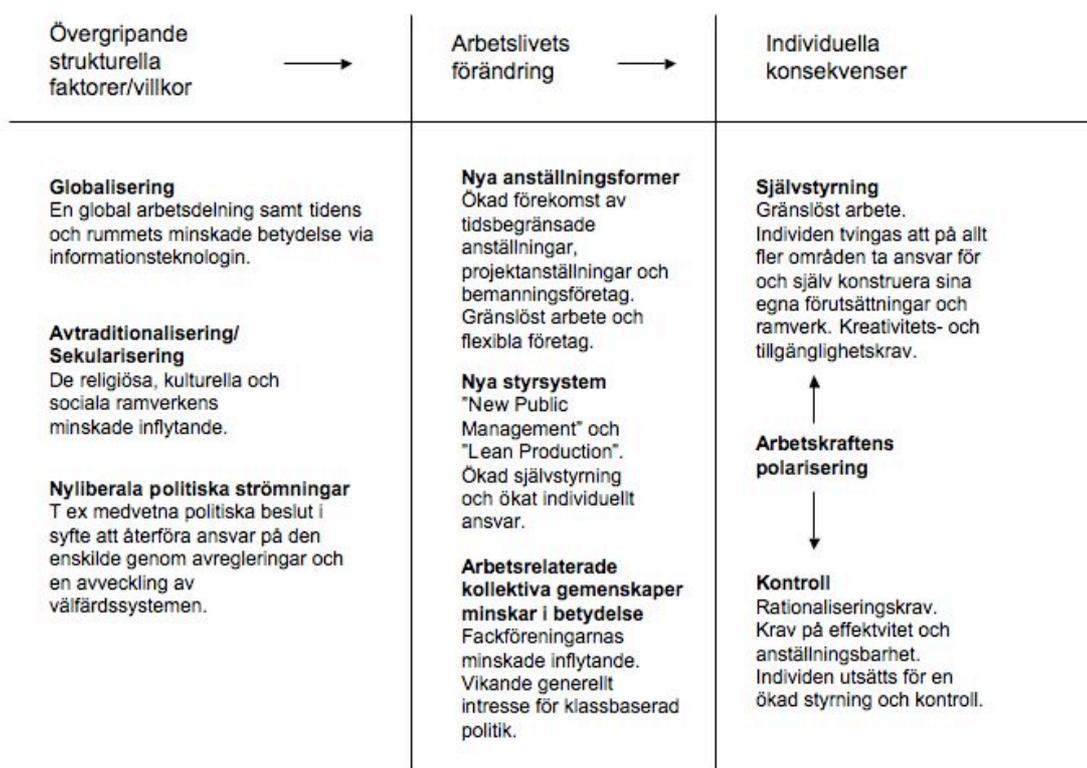 Övergripande
strukturella
faktorer/villkor
Arbetslivets
förändring
Individuella
konsekvenser
Globalisering
En global arbetsdelning samt tidens
och rummets minskade betydelse via
informationsteknologin.
Avtraditionalisering/
Sekularisering
De religiösa, kulturella och
sociala ramverkens
minskade inflytande.
Nyliberala politiska strömningar
T ex medvetna politiska beslut i
syfte att återföra ansvar på den
enskilde genom avregleringar och
en avveckling av
välfärdssystemen.
Nya anställningsformer
Ökad förekomst av
tidsbegränsade
anställningar,
projektanställningar och
bemanningsföretag.
Gränslöst arbete och
flexibla företag.
Nya styrsystem
"New Public
Management" och
"Lean Production".
Ökad självstyrning
och ökat individuellt
ansvar.
Arbetsrelaterade
kollektiva gemenskaper
minskar i betydelse
Fackföreningarnas
minskade inflytande.
Vikande generellt
intresse för klassbaserad
politik.
Självstyrning
Gränslöst arbete.
Individen tvingas att på allt
fler områden ta ansvar för
och själv konstruera sina
egna förutsättningar och
ramverk. Kreativitets- och
tillgänglighetskrav.
Arbetskraftens
polarisering
Kontroll
Rationaliseringskrav.
Krav på effektvitet och
anställningsbarhet.
Individen utsätts för en
ökad styrning och kontroll.